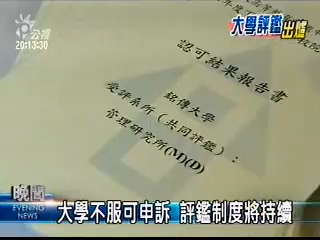 公視
20:13:30
大學評鑑出爐
認可結果報告書
銘傳大學
受評系所(共同評鑑)：
管理研究所(M)(D)
晚間
EVENING NEWS
大學不服可申訴 評鑑制度將持續